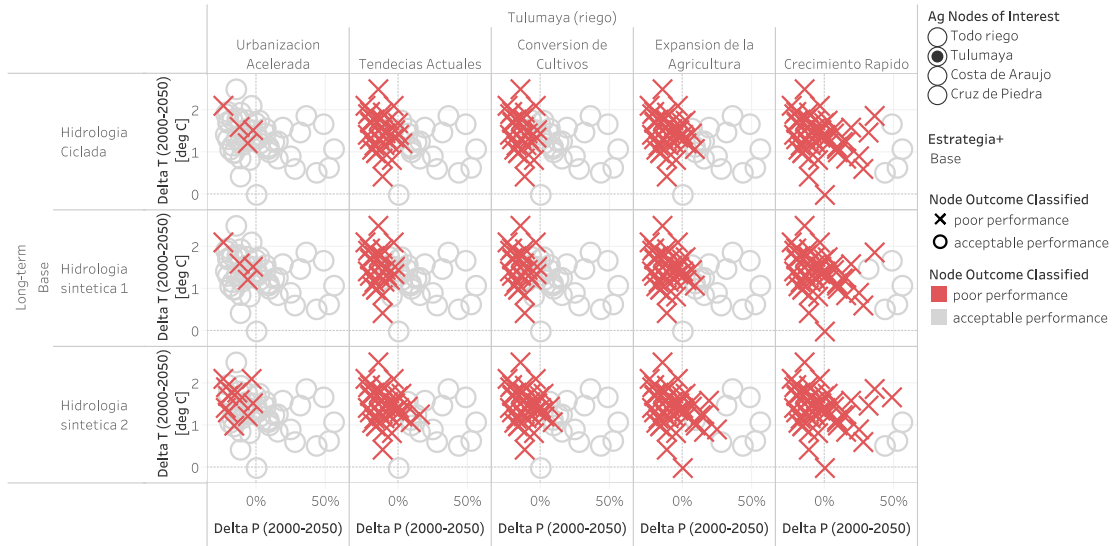 Tulumaya (riego)
Urbanizacion
Acelerada
Tendecias Actuales
Conversion de
Cultivos
Expansion de la
Agricultura
Crecimiento Rapido
Long-term
Base
Hidrologia
Ciclada
Delta T (2000-2050)
[deg C]
2
1
0
Hidrologia
sintetica 1
Delta T (2000-2050)
[deg C]
2
1
0
Hidrologia
sintetica 2
Delta T (2000-2050)
[deg C]
2
1
0
0% 50% 0% 50% 0% 50% 0% 50% 0% 50%
Delta P (2000-2050) Delta P (2000-2050) Delta P (2000-2050) Delta P (2000-2050) Delta P (2000-2050)
Ag Nodes of Interest
Todo riego
Tulumaya
Costa de Araujo
Cruz de Piedra
Estrategia+
Base
Node Outcome Classified
poor performance
acceptable performance
Node Outcome Classified
poor performance
acceptable performance